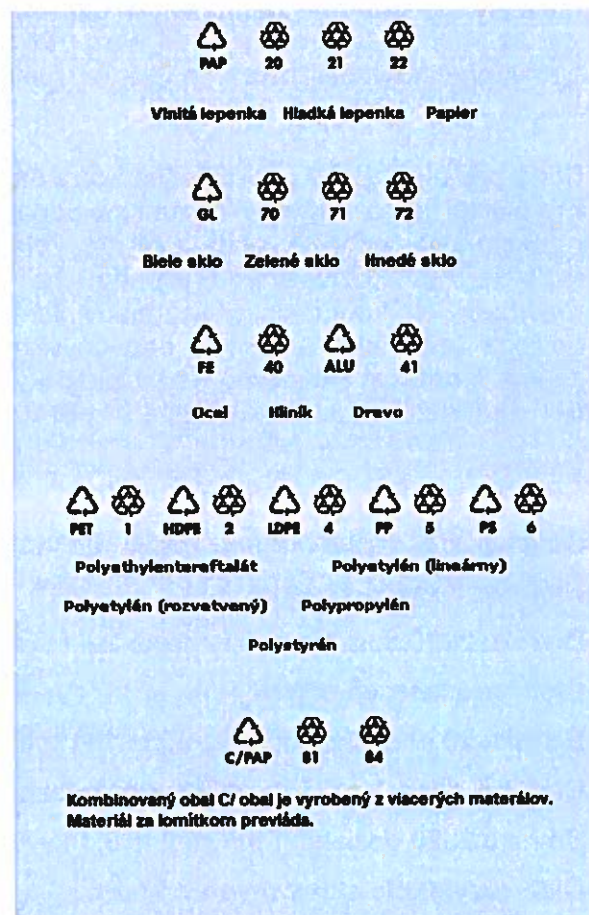 PAP 20 21 22
Vlnitá lepenka Hladká lepenka Papier
GL 70 71 72
Biele sklo Zelené sklo Hnedé sklo
FE 40 ALU 41
Ocel Hliník Drevo
PET 1 HDPE 2 LDPE 4 PP 5 PS 6
Polyethylentereftalát Polyetylén (lineárny)
Polyetylén (rozvetvený) Polypropylén
Polystyrén
C/PAP 81 84
Kombinovaný obal C/ obal je vyrobený z viacerých materálov.
Materiál za lomítkom prevláda.